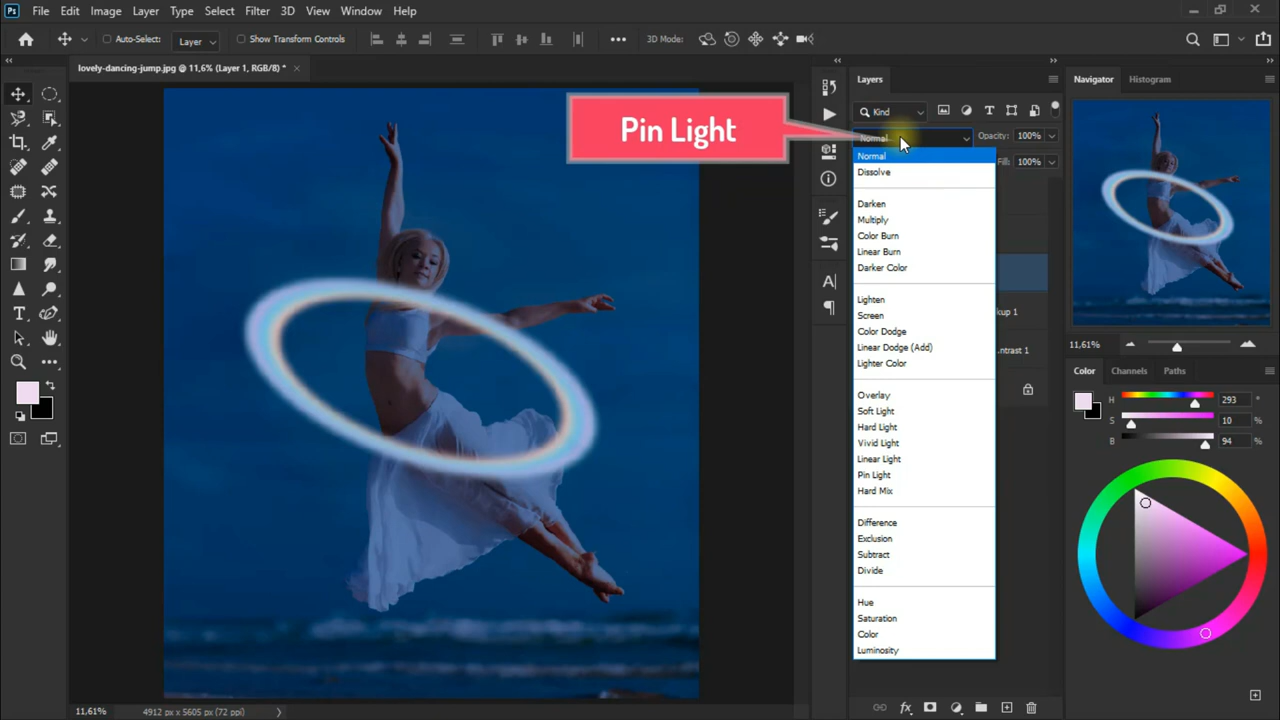 Ps File Edit Image Layer Type Select Filter 3D View Window Help
Auto-Select: Layer Show Transform Controls 3D Mode:
lovely-dancing-jump.jpg @ 11,6% (Layer 1, RGB/8) *
Layers
Navigator Histogram
Kind
Pin Light
Normal Opacity: 100%
Fill: 100%
Normal
Dissolve
Darken
Multiply
Color Burn
Linear Burn
Darker Color
Lighten
Screen
Color Dodge
Linear Dodge (Add)
Lighter Color
Overlay
Soft Light
Hard Light
Vivid Light
Linear Light
Pin Light
Hard Mix
Difference
Exclusion
Subtract
Divide
Hue
Saturation
Color
Luminosity
kup 1
ntrast 1
11,61%
Color Channels Paths
H 293 °
S 10 %
B 94 %
11,61% 4912 px x 5605 px (72 ppi)